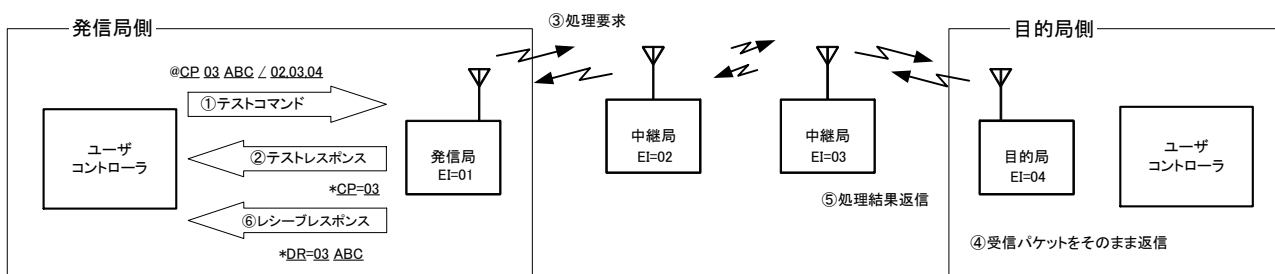 発信局側
③処理要求
目的局側
@CP 03 ABC / 02,03,04
①テストコマンド
ユーザ
コントローラ
②テストレスポンス
*CP=03
⑥レシーブレスポンス
*DR=03 ABC
発信局
EI=01
中継局
EI=02
中継局
EI=03
目的局
EI=04
ユーザ
コントローラ
⑤処理結果返信
④受信パケットをそのまま返信